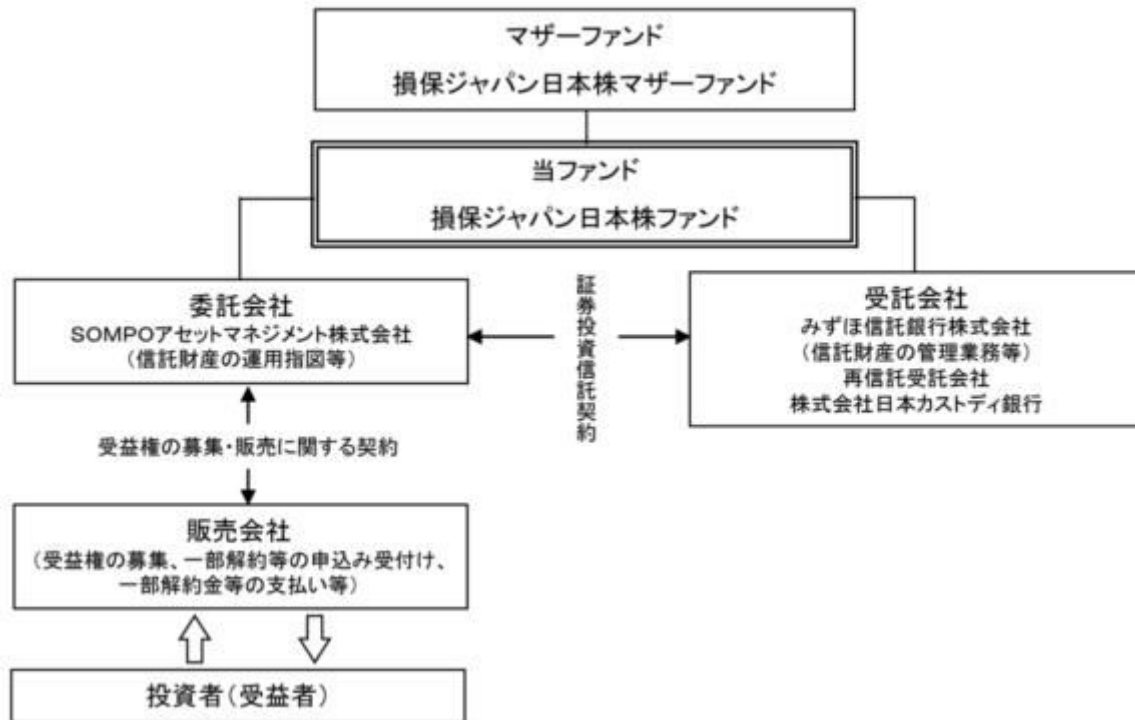 マザーファンド
損保ジャパン日本株マザーファンド
当ファンド
損保ジャパン日本株ファンド
委託会社
SOMPOアセットマネジメント株式会社
(信託財産の運用指図等)
証券投資信託契約
受託会社
みずほ信託銀行株式会社
(信託財産の管理業務等)
再信託受託会社
株式会社日本カストディ銀行
受益権の募集・販売に関する契約
販売会社
(受益権の募集、一部解約等の申込み受付け、
一部解約金等の支払い等)
投資者(受益者)